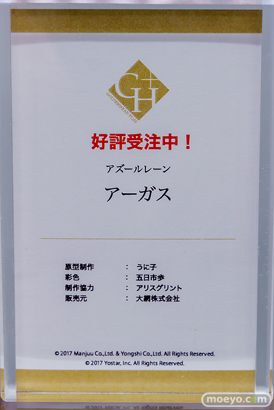 GH
好評受注中！
アズールレーン
アーガス
原型制作 ： うに子
彩色 ： 五日市歩
制作協力 ： アリスグリント
販売元 ： 大網株式会社
© 2017 Manjuu Co.,Ltd. & Yongshi Co.,Ltd. All Rights Reserved.
© 2017 Yostar, Inc. All Rights Reserved.
moeyo.com